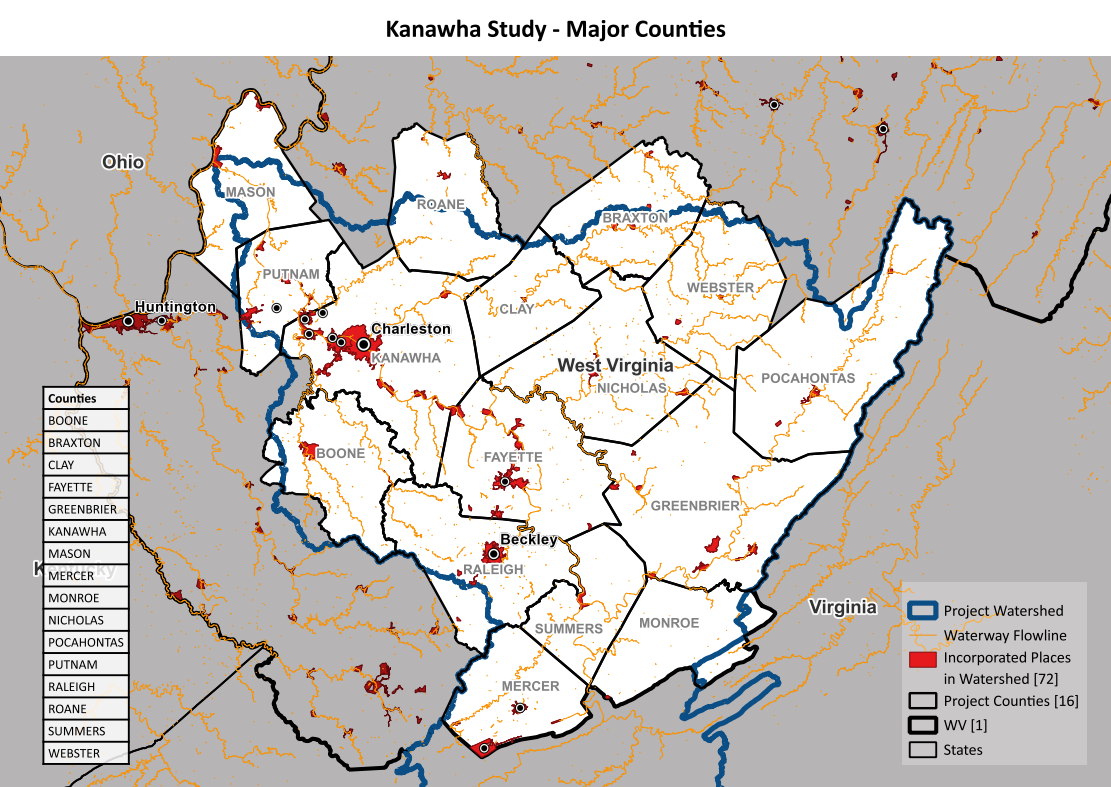 Kanawha Study - Major Counties
Ohio
MASON
ROANE
BRAXTON
PUTNAM
WEBSTER
Huntington
CLAY
Charleston
KANAWHA
West Virginia
NICHOLAS
POCAHONTAS
Counties
BOONE
BRAXTON
CLAY
FAYETTE
GREENBRIER
KANAWHA
MASON
MERCER
MONROE
NICHOLAS
POCAHONTAS
PUTNAM
RALEIGH
ROANE
SUMMERS
WEBSTER
BOONE
FAYETTE
GREENBRIER
Beckley
RALEIGH
Kentucky
SUMMERS
MONROE
Virginia
MERCER
Project Watershed
Waterway Flowline
Incorporated Places
in Watershed [72]
Project Counties [16]
WV [1]
States